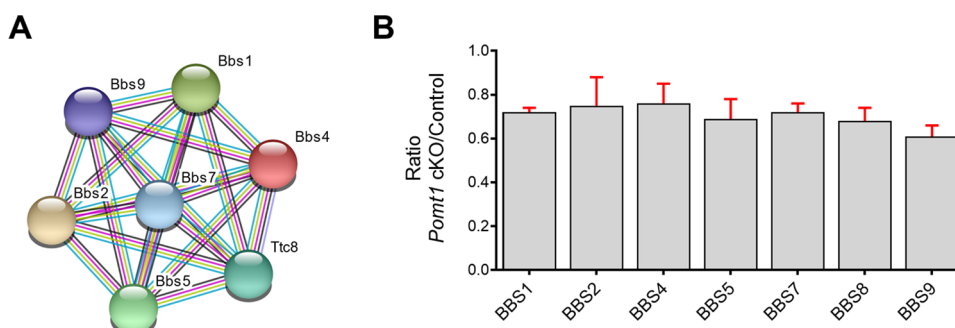 A
Bbs1
Bbs9
Bbs4
Bbs7
Bbs2
Ttc8
Bbs5
B
Ratio
Pomt1 cKO/Control
1.0
0.8
0.6
0.4
0.2
0.0
BBS1
BBS2
BBS4
BBS5
BBS7
BBS8
BBS9